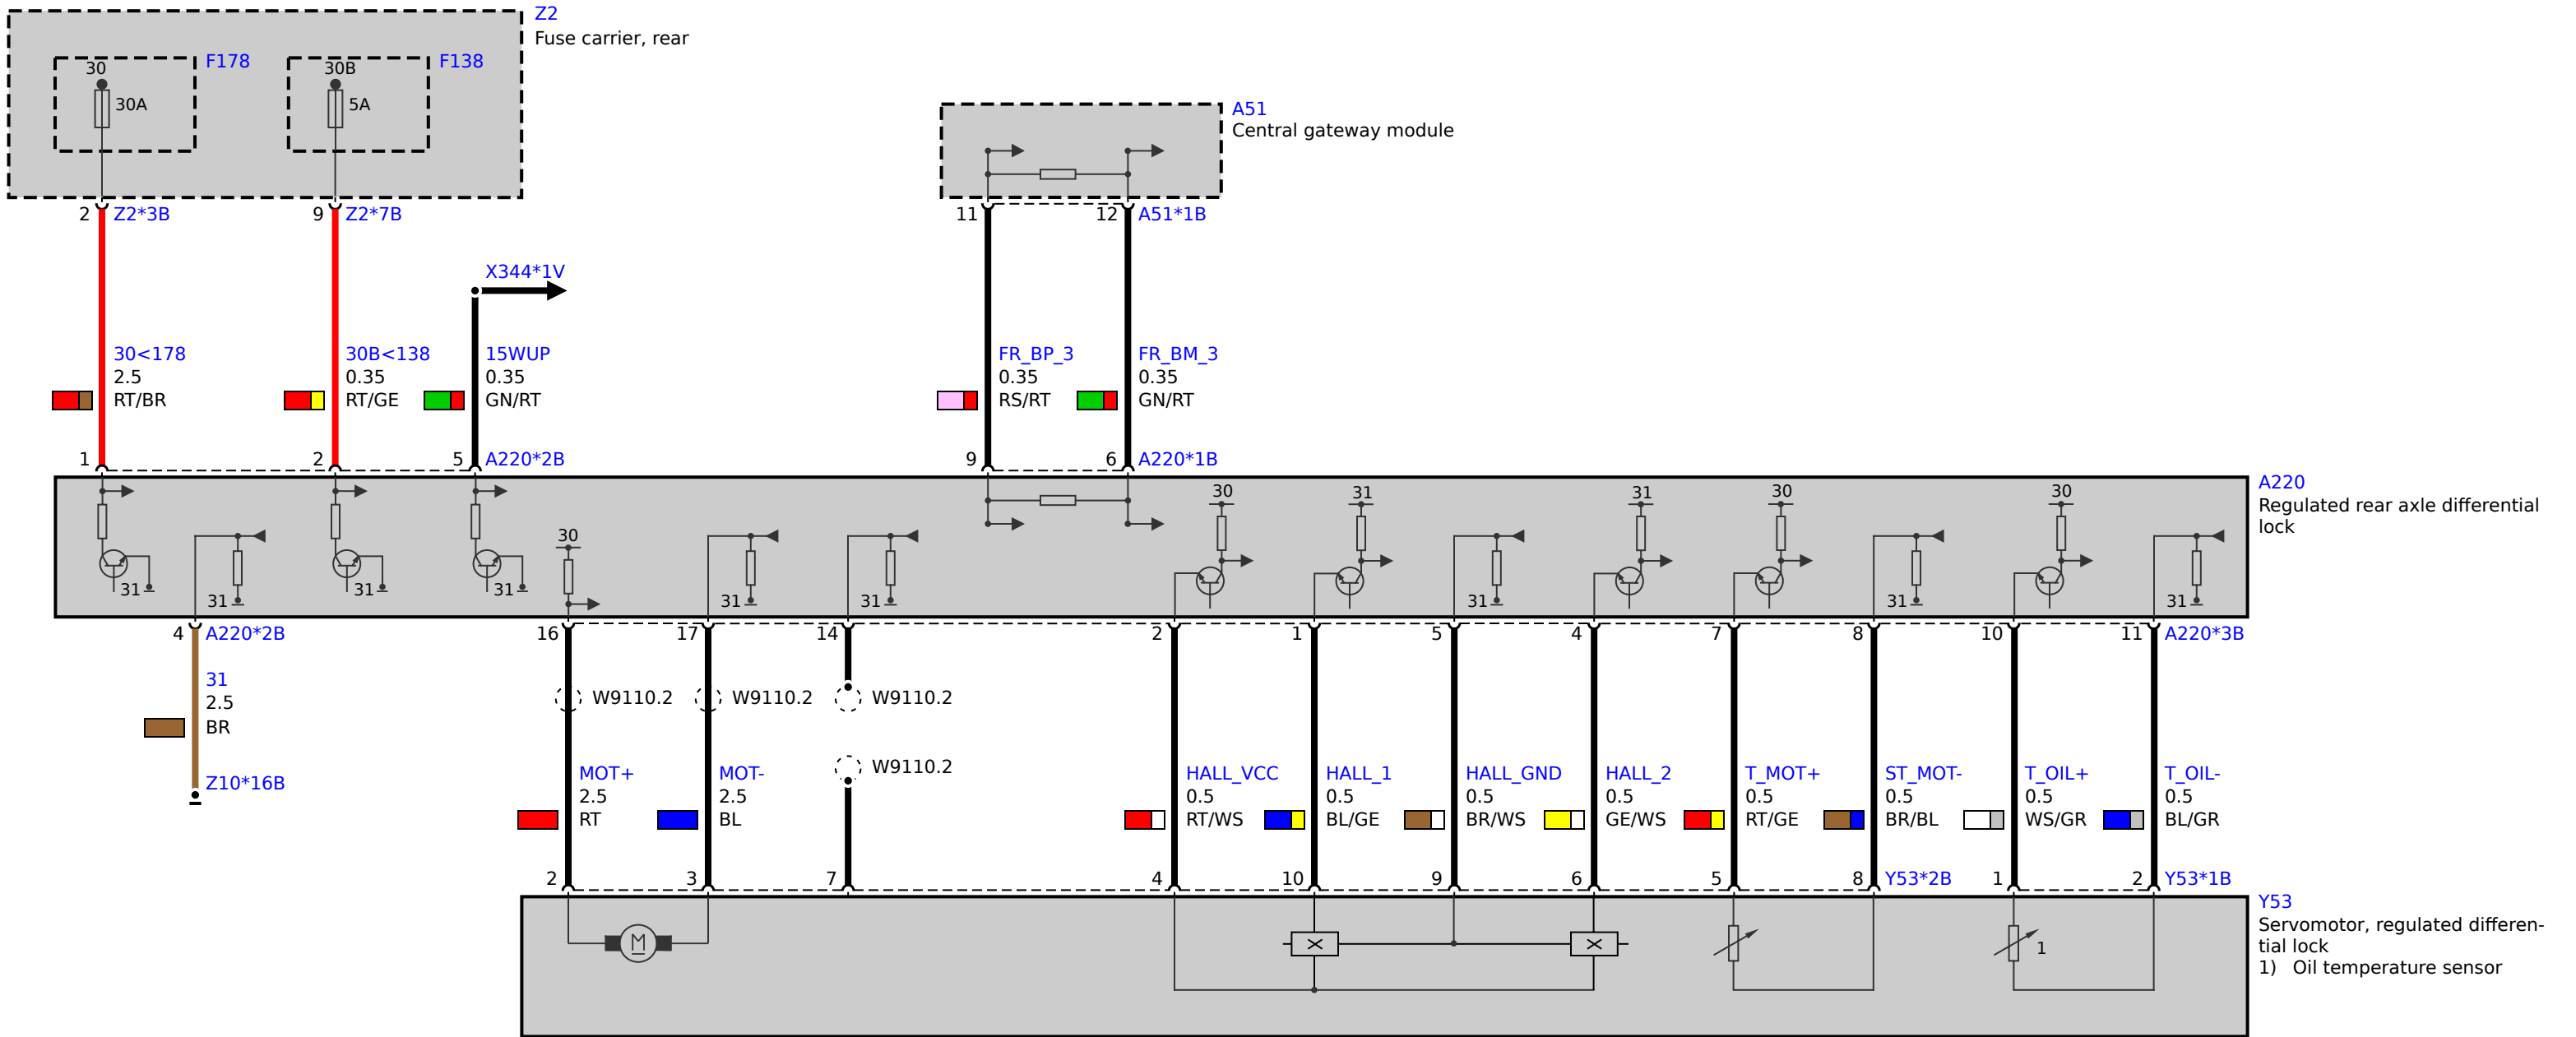 Z2
Fuse carrier, rear
F178
F138
30
30B
30A
5A
A51
Central gateway module
2 Z2*3B
9 Z2*7B
11
12 A51*1B
X344*1V
30<178
2.5
RT/BR
30B<138
0.35
RT/GE
15WUP
0.35
GN/RT
FR_BP_3
0.35
RS/RT
FR_BM_3
0.35
GN/RT
1
2
5 A220*2B
9
6 A220*1B
A220
Regulated rear axle differential
lock
30
31
31
30
30
30
31
31
31
31
31
31
31
31
31
4 A220*2B
16
17
14
2
1
5
4
7
8
10
11 A220*3B
31
2.5
BR
Z10*16B
W9110.2
W9110.2
W9110.2
W9110.2
MOT+
2.5
RT
MOT-
2.5
BL
HALL_VCC
0.5
RT/WS
HALL_1
0.5
BL/GE
HALL_GND
0.5
BR/WS
HALL_2
0.5
GE/WS
T_MOT+
0.5
RT/GE
ST_MOT-
0.5
BR/BL
T_OIL+
0.5
WS/GR
T_OIL-
0.5
BL/GR
2
3
7
4
10
9
6
5
8 Y53*2B
1
2 Y53*1B
Y53
Servomotor, regulated differen-
tial lock
1) Oil temperature sensor
M
1